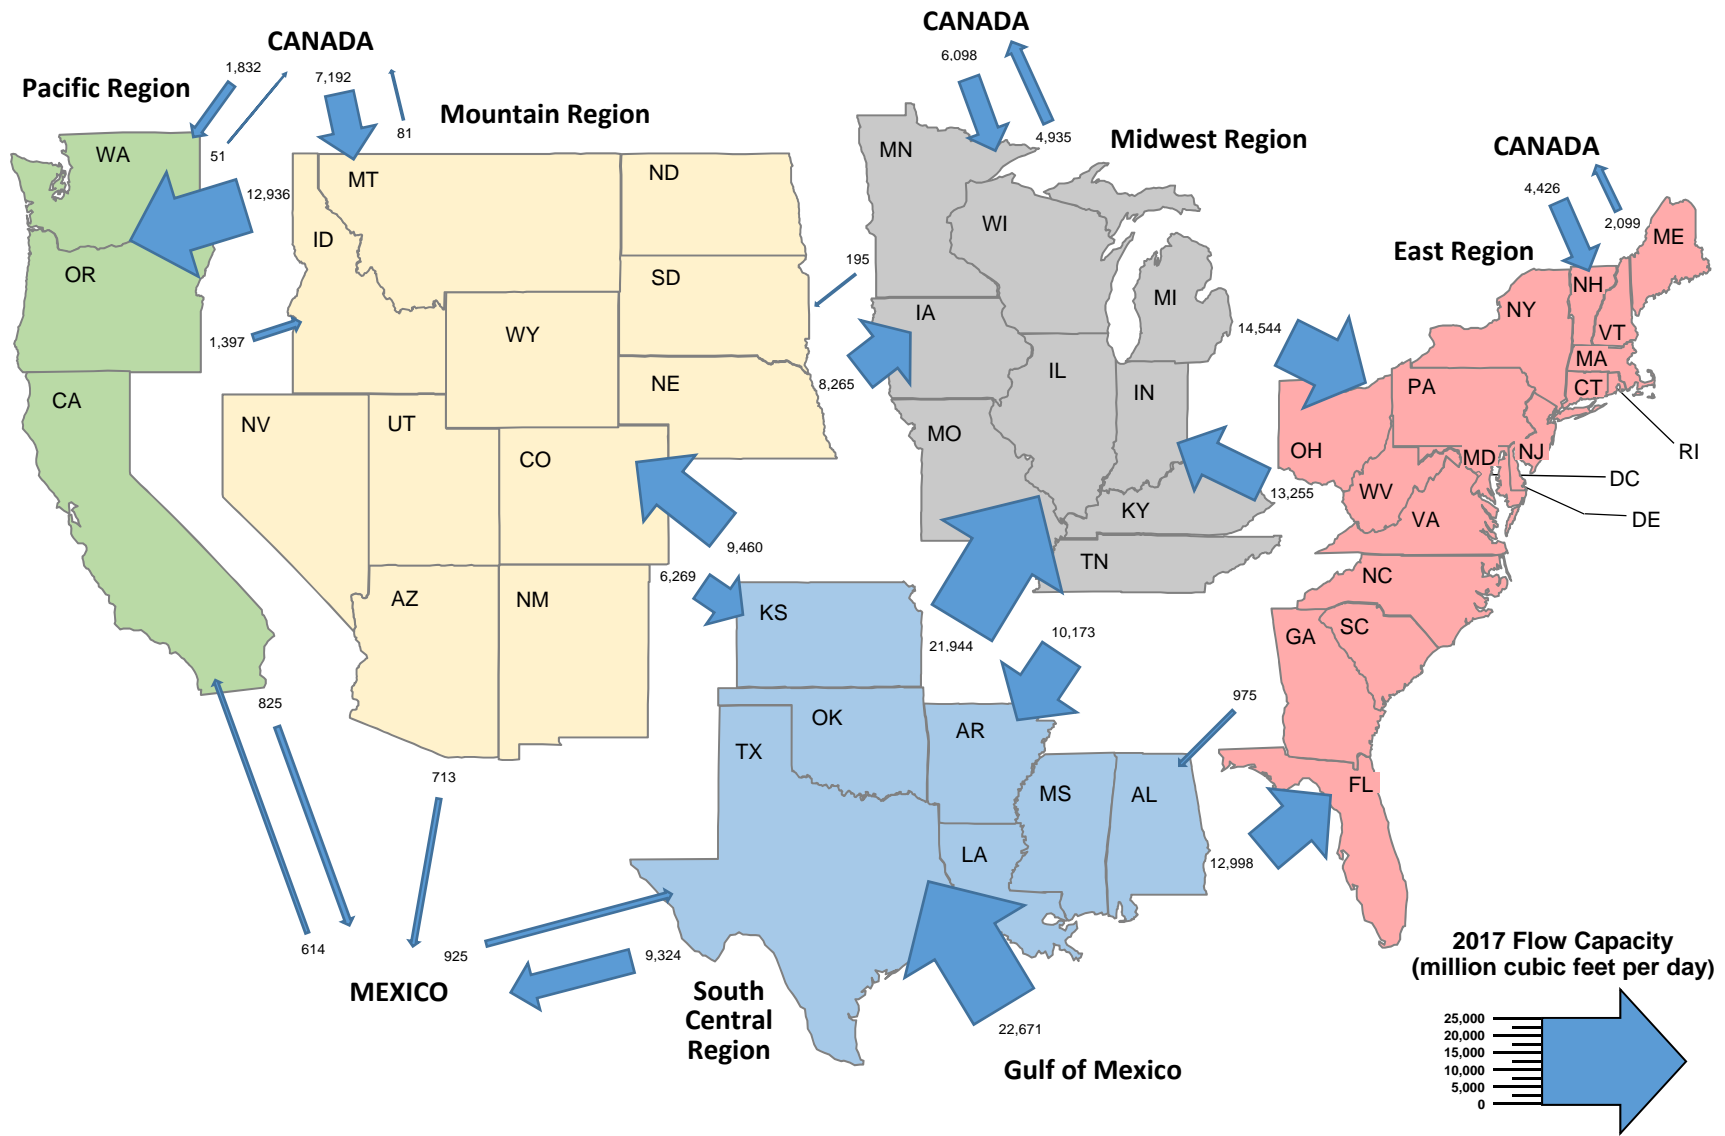 CANADA
CANADA
1,832
7,192
6,098
Pacific Region
Mountain Region
81
4,935
Midwest Region
CANADA
51
WA
MN
4,426
MT
ND
12,936
2,099
WI
ME
ID
East Region
OR
SD
195
NH
MI
IA
NY
14,544
VT
WY
1,397
MA
IL
NE
8,265
PA
CT
IN
CA
NV
UT
MO
CO
OH
MD
NJ
RI
DC
WV
13,255
KY
VA
DE
9,460
TN
6,269
NC
AZ
NM
KS
SC
GA
10,173
21,944
825
975
OK
AR
TX
713
FL
MS
AL
LA
12,998
614
925
9,324
2017 Flow Capacity
(million cubic feet per day)
MEXICO
South
Central
Region
22,671
Gulf of Mexico
25,000
20,000
15,000
10,000
5,000
0